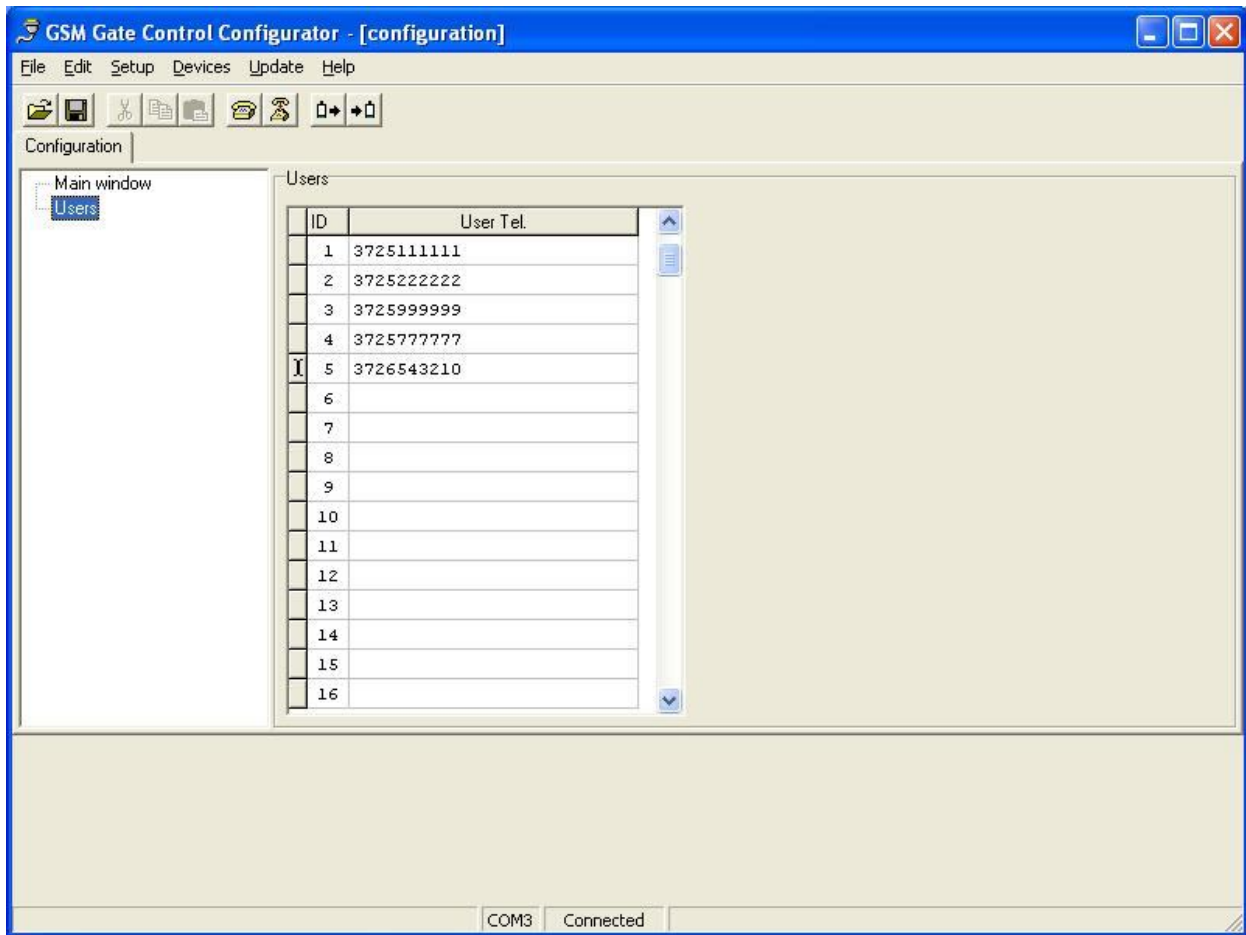 GSM Gate Control Configurator - [configuration]
File Edit Setup Devices Update Help
Configuration
Main window
Users
Users
ID User Tel.
1 3725111111
2 3725222222
3 3725999999
4 3725777777
5 3726543210
6
7
8
9
10
11
12
13
14
15
16
COM3 Connected